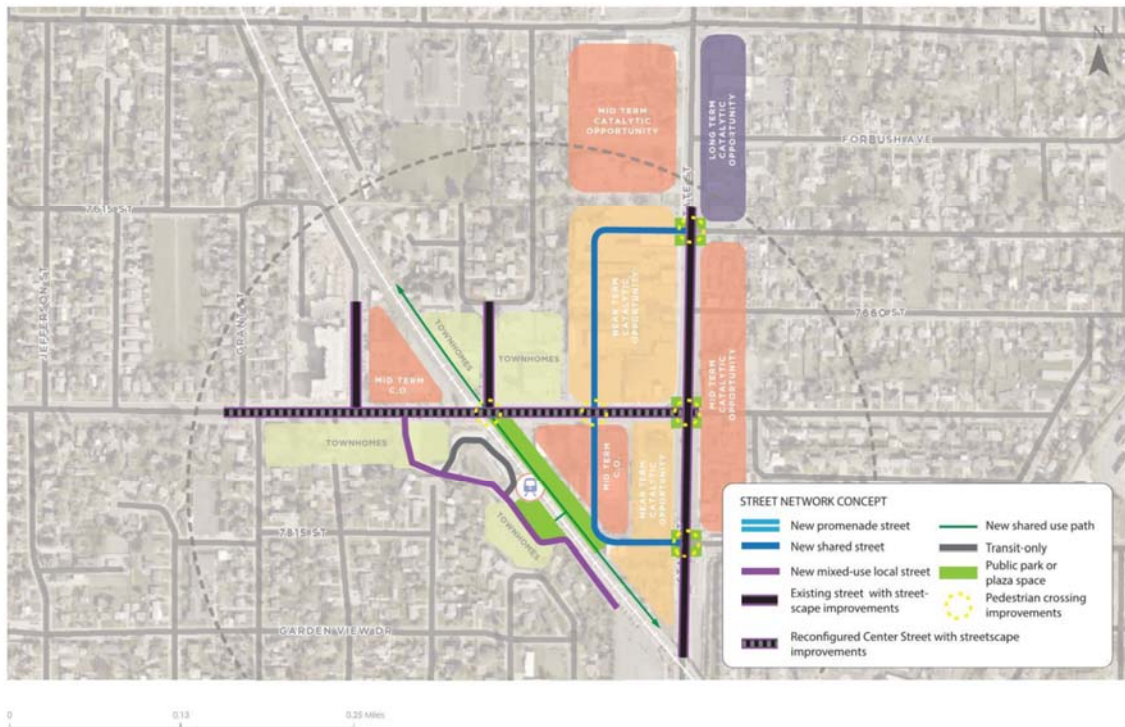 N
MID TERM
CATALYTIC
OPPORTUNITY
LONG TERM
CATALYTIC
OPPORTUNITY
FORBUSH AVE
7615 ST
JEFFERSON ST
GRANT ST
NEAR TERM
CATALYTIC
OPPORTUNITY
7660 ST
TOWNHOMES
TOWNHOMES
MID TERM
C.O.
MID TERM
CATALYTIC
OPPORTUNITY
TOWNHOMES
MID TERM
C.O.
NEAR TERM
CATALYTIC
OPPORTUNITY
TOWNHOMES
7815 ST
GARDEN VIEW DR
STREET NETWORK CONCEPT
New promenade street
New shared street
New mixed-use local street
Existing street with street-
scape improvements
Reconfigured Center Street with streetscape
improvements
New shared use path
Transit-only
Public park or
plaza space
Pedestrian crossing
improvements
0
0.13
0.25 Miles